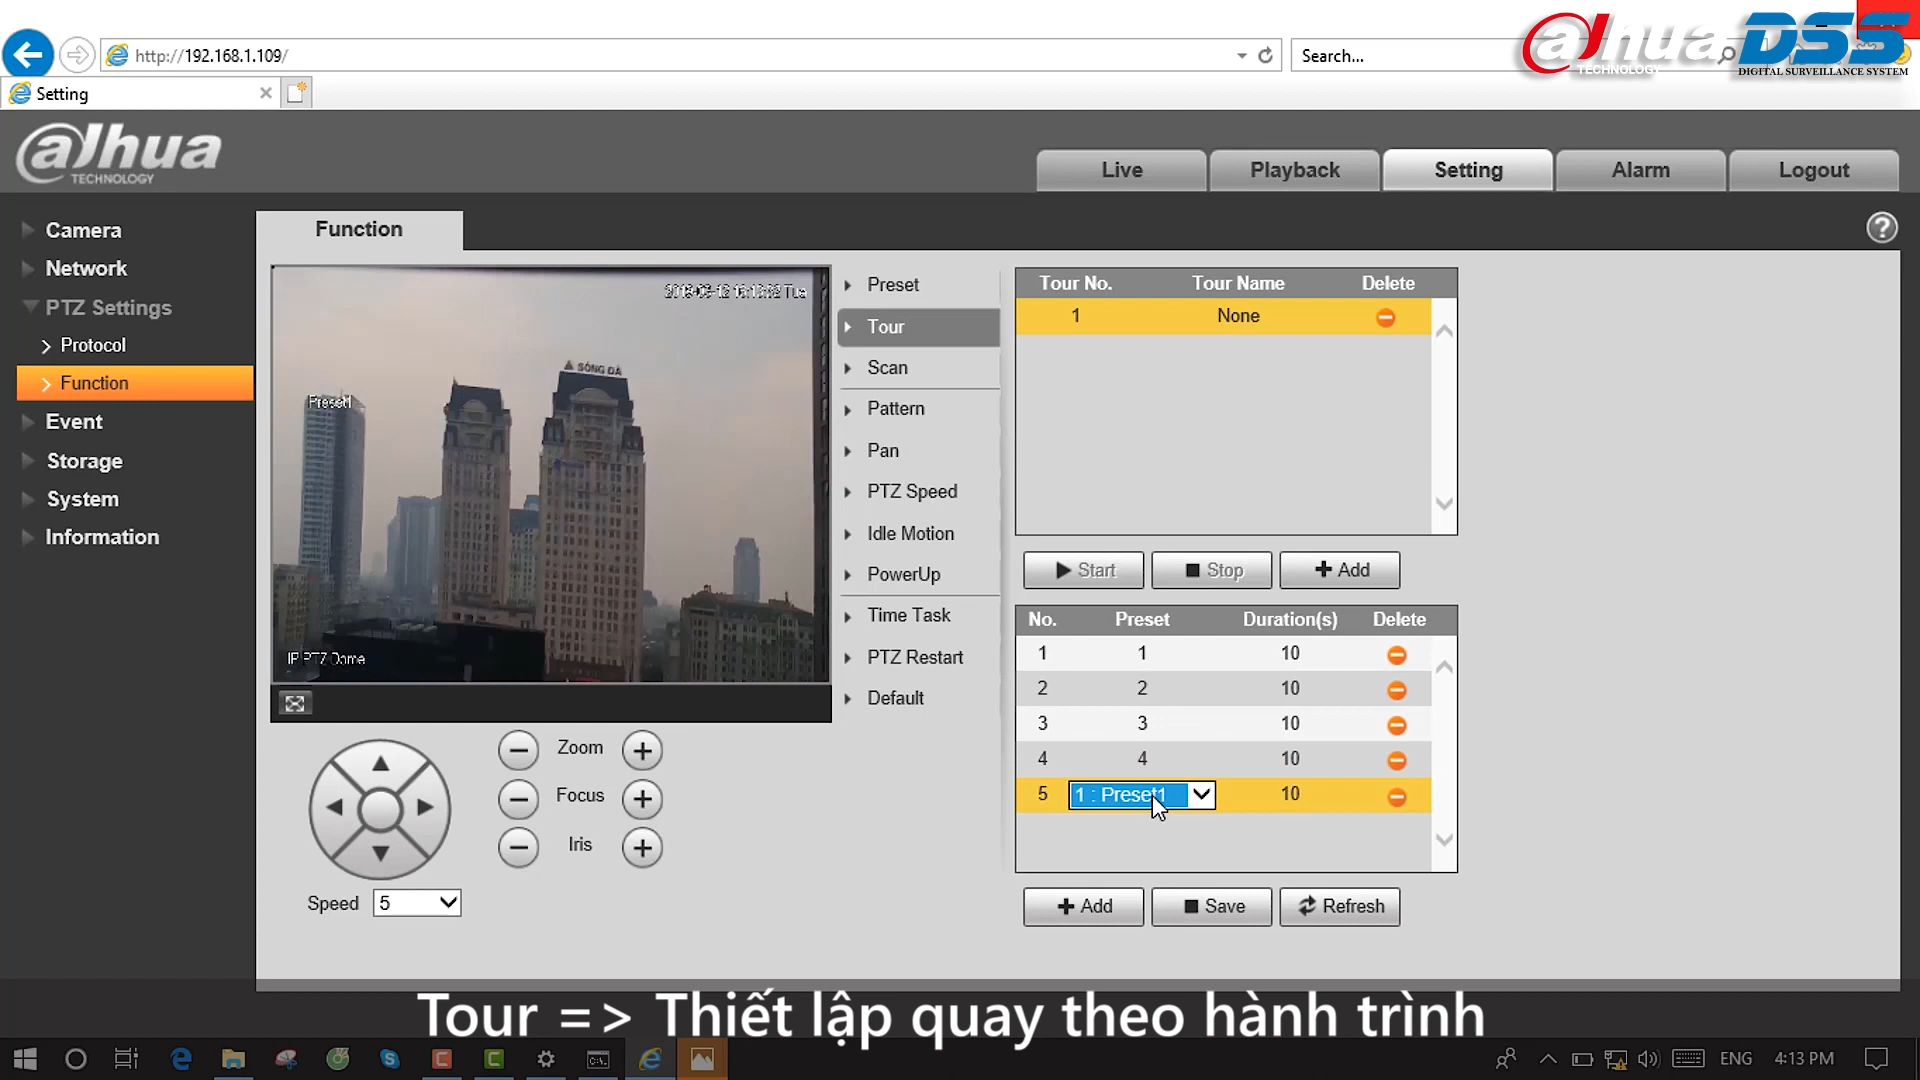 http://192.168.1.109/
Search...
alhua
TECHNOLOGY
DSS
DIGITAL SURVEILLANCE SYSTEM
Setting
alhua
TECHNOLOGY
Live
Playback
Setting
Alarm
Logout
Camera
Network
PTZ Settings
Protocol
Function
Event
Storage
System
Information
Function
?
Preset1
SÔNG ĐÀ
IP PTZ Dome
Zoom
Focus
Iris
Speed 5
Preset
Tour
Scan
Pattern
Pan
PTZ Speed
Idle Motion
PowerUp
Time Task
PTZ Restart
Default
Tour No. Tour Name Delete
1 None
Start Stop Add
No. Preset Duration(s) Delete
1 1 10
2 2 10
3 3 10
4 4 10
5 1 : Preset1 10
Add Save Refresh
Tour => Thiết lập quay theo hành trình
ENG 4:13 PM